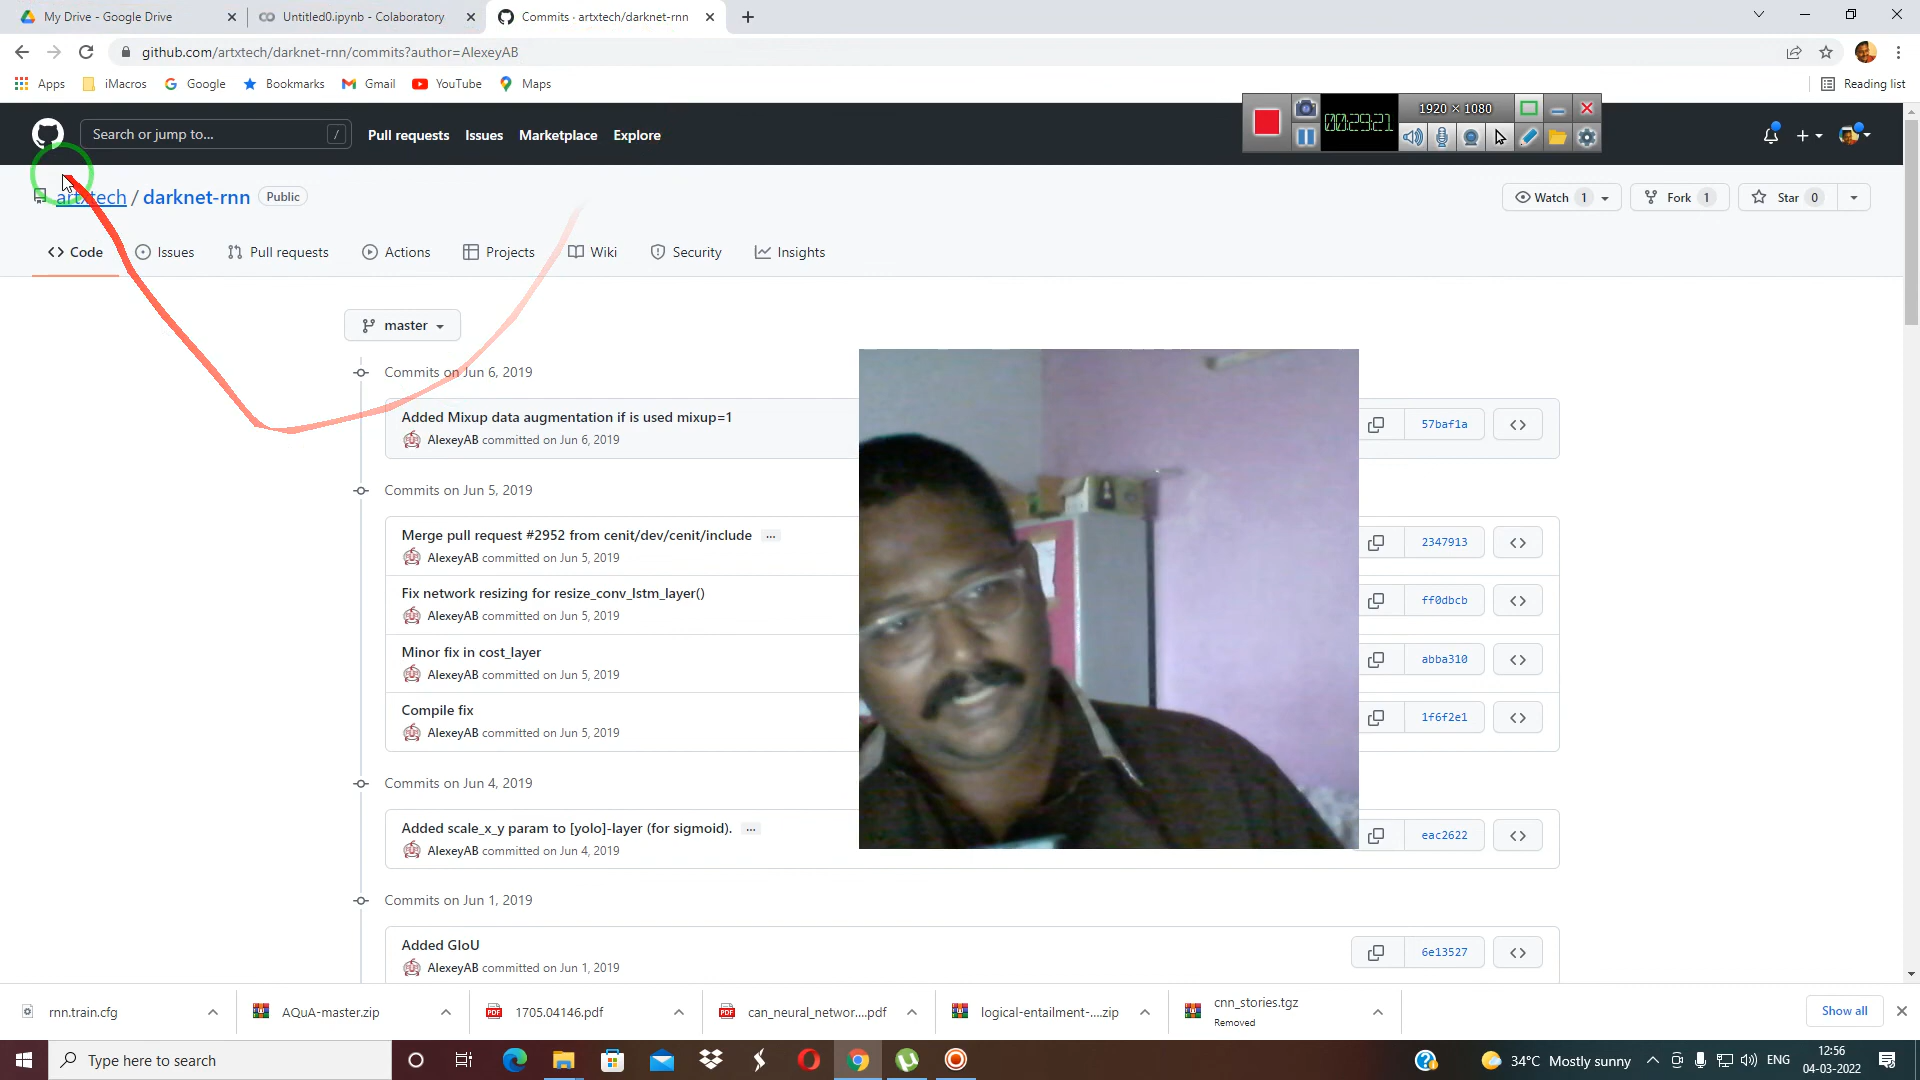 My Drive - Google Drive
Untitled0.ipynb - Colaboratory
Commits · artxtech/darknet-rnn
github.com/artxtech/darknet-rnn/commits?author=AlexeyAB
Apps iMacros Google Bookmarks Gmail YouTube Maps Reading list
1920 × 1080
00:29:21
Search or jump to... / Pull requests Issues Marketplace Explore
artxtech / darknet-rnn Public
Watch 1 Fork 1 Star 0
Code Issues Pull requests Actions Projects Wiki Security Insights
master
Commits on Jun 6, 2019
Added Mixup data augmentation if is used mixup=1
AlexeyAB committed on Jun 6, 2019
57baf1a
Commits on Jun 5, 2019
Merge pull request #2952 from cenit/dev/cenit/include ...
AlexeyAB committed on Jun 5, 2019
2347913
Fix network resizing for resize_conv_lstm_layer()
AlexeyAB committed on Jun 5, 2019
ff0dbcb
Minor fix in cost_layer
AlexeyAB committed on Jun 5, 2019
abba310
Compile fix
AlexeyAB committed on Jun 5, 2019
1f6f2e1
Commits on Jun 4, 2019
Added scale_x_y param to [yolo]-layer (for sigmoid). ...
AlexeyAB committed on Jun 4, 2019
eac2622
Commits on Jun 1, 2019
Added GIoU
AlexeyAB committed on Jun 1, 2019
6e13527
rnn.train.cfg
AQuA-master.zip
1705.04146.pdf
can_neural_networ....pdf
logical-entailment-....zip
cnn_stories.tgz
Removed
Show all
Type here to search
34°C Mostly sunny
ENG
12:56
04-03-2022